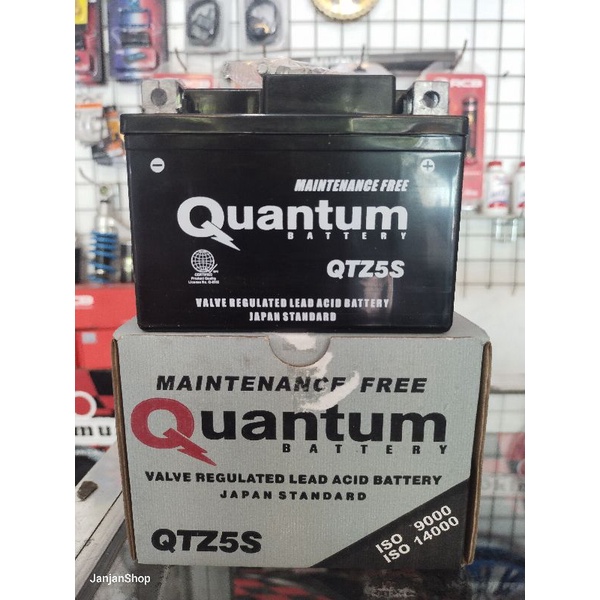 MAINTENANCE FREE
Quantum
BATTERY
QTZ5S
VALVE REGULATED LEAD ACID BATTERY
JAPAN STANDARD
MAINTENANCE FREE
Quantum
BATTERY
VALVE REGULATED LEAD ACID BATTERY
JAPAN STANDARD
QTZ5S
ISO 9000
ISO 14000
JanjanShop